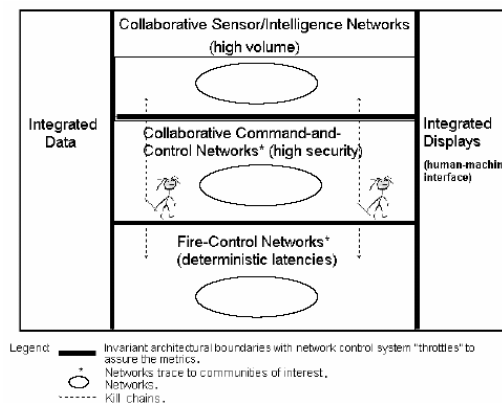 Collaborative Sensor/Intelligence Networks
(high volume)
Integrated
Data
Collaborative Command-and-
Control Networks* (high security)
Integrated
Displays
(human-machin
interface)
Fire-Control Networks*
(deterministic latencies)
Legend:
Invariant architectural boundaries with network control system "throttles" to
assure the metrics.
* Networks trace to communities of interest.
Networks.
Kill chains.